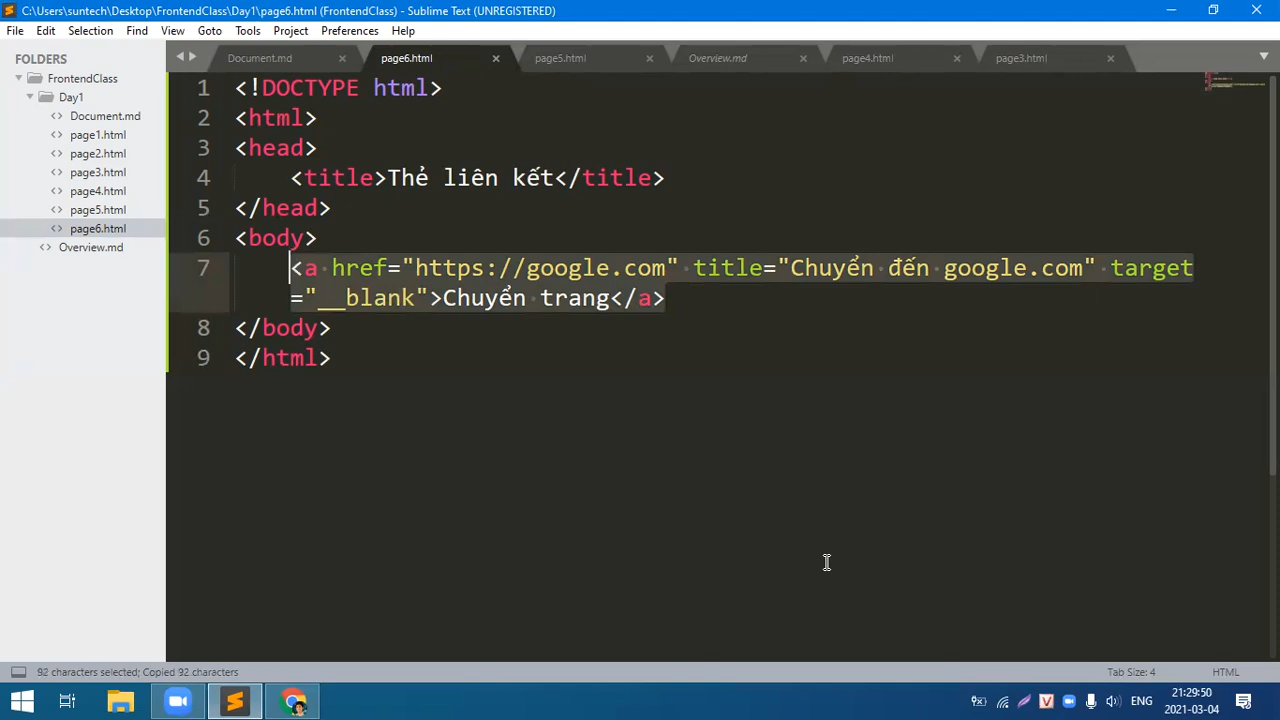 C:\Users\suntech\Desktop\FrontendClass\Day1\page6.html (FrontendClass) - Sublime Text (UNREGISTERED)
File Edit Selection Find View Goto Tools Project Preferences Help
FOLDERS
FrontendClass
Day1
Document.md
page1.html
page2.html
page3.html
page4.html
page5.html
page6.html
Overview.md
Document.md page6.html page5.html Overview.md page4.html page3.html
1 <!DOCTYPE html>
2 <html>
3 <head>
4 <title>Thẻ liên kết</title>
5 </head>
6 <body>
7 <a href="https://google.com" title="Chuyển đến google.com" target
="__blank">Chuyển trang</a>
8 </body>
9 </html>
92 characters selected; Copied 92 characters Tab Size: 4 HTML
ENG
21:29:50
2021-03-04